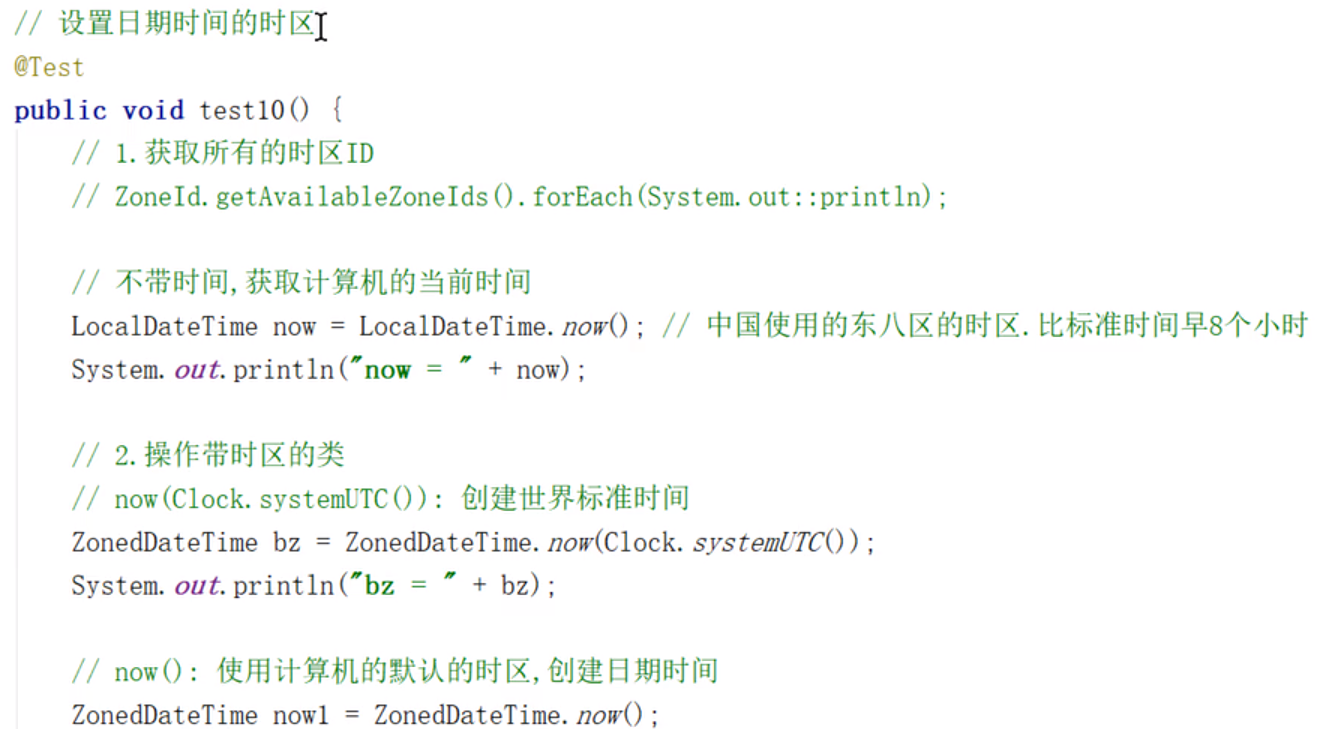 // 设置日期时间的时区
@Test
public void test10() {
// 1.获取所有的时区ID
// ZoneId.getAvailableZoneIds().forEach(System.out::println);
// 不带时间,获取计算机的当前时间
LocalDateTime now = LocalDateTime.now(); // 中国使用的东八区的时区.比标准时间早8个小时
System.out.println("now = " + now);
// 2.操作带时区的类
// now(Clock.systemUTC()): 创建世界标准时间
ZonedDateTime bz = ZonedDateTime.now(Clock.systemUTC());
System.out.println("bz = " + bz);
// now(): 使用计算机的默认的时区,创建日期时间
ZonedDateTime now1 = ZonedDateTime.now();